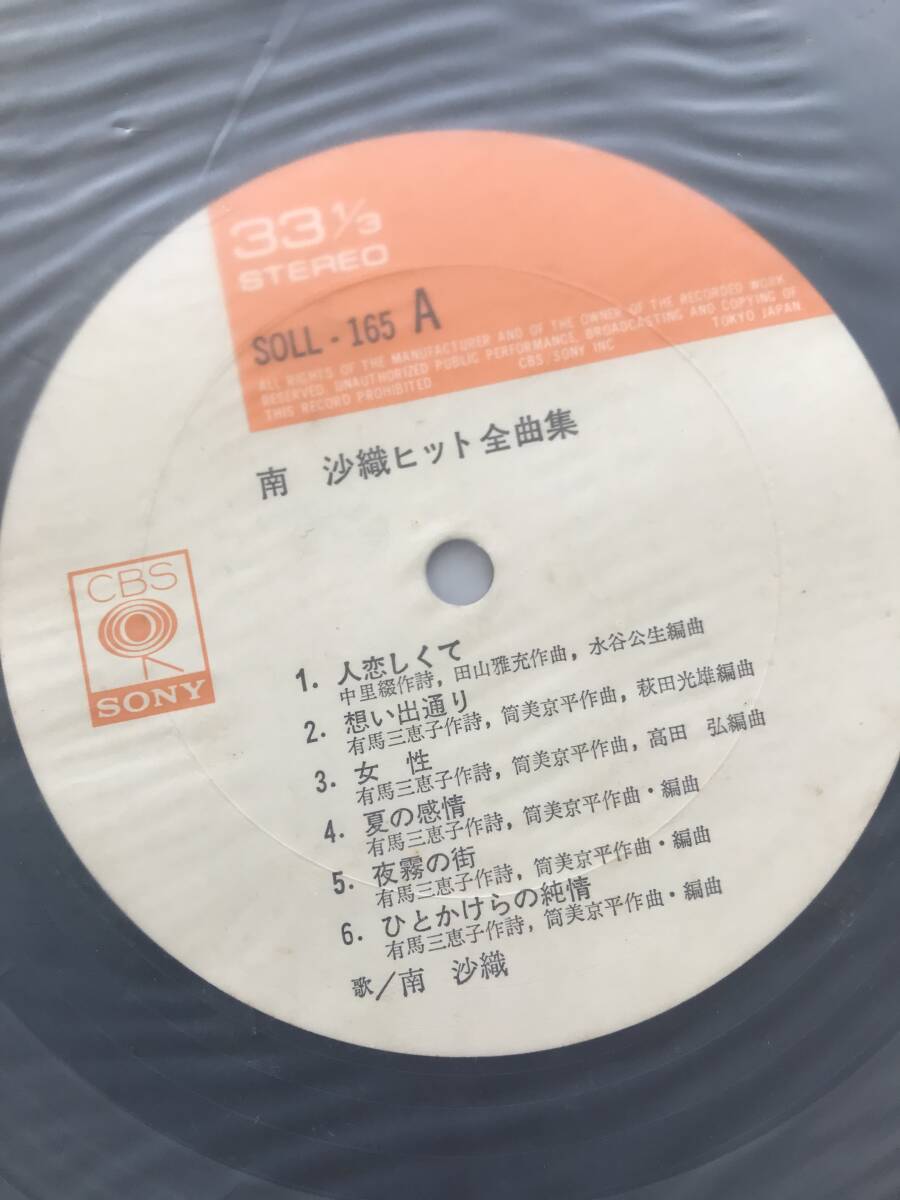 33 1/3
STEREO
SOLL - 165 A
ALL RIGHTS OF THE MANUFACTURER AND OF THE OWNER OF THE RECORDED WORK
RESERVED. UNAUTHORIZED PUBLIC PERFORMANCE, BROADCASTING AND COPYING OF
THIS RECORD PROHIBITED CBS/SONY INC TOKYO JAPAN
南 沙織ヒット全曲集
CBS
SONY
1. 人恋しくて
中里綴作詩, 田山雅充作曲, 水谷公生編曲
2. 想い出通り
有馬三恵子作詩, 筒美京平作曲, 萩田光雄編曲
3. 女 性
有馬三恵子作詩, 筒美京平作曲, 高田 弘編曲
4. 夏の感情
有馬三恵子作詩, 筒美京平作曲・編曲
5. 夜霧の街
有馬三恵子作詩, 筒美京平作曲・編曲
6. ひとかけらの純情
有馬三恵子作詩, 筒美京平作曲・編曲
歌/南 沙織